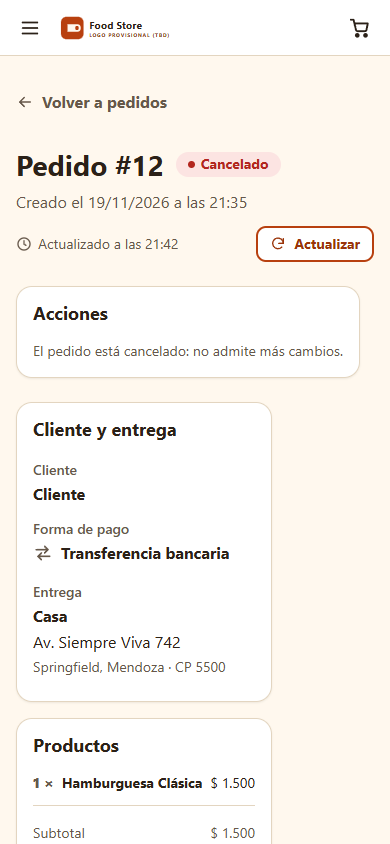 Food Store
LOGO PROVISIONAL (TBD)
Volver a pedidos
Pedido #12
Cancelado
Creado el 19/11/2026 a las 21:35
Actualizado a las 21:42
Actualizar
Acciones
El pedido está cancelado: no admite más cambios.
Cliente y entrega
Cliente
Cliente
Forma de pago
Transferencia bancaria
Entrega
Casa
Av. Siempre Viva 742
Springfield, Mendoza · CP 5500
Productos
1 × Hamburguesa Clásica $ 1.500
Subtotal $ 1.500